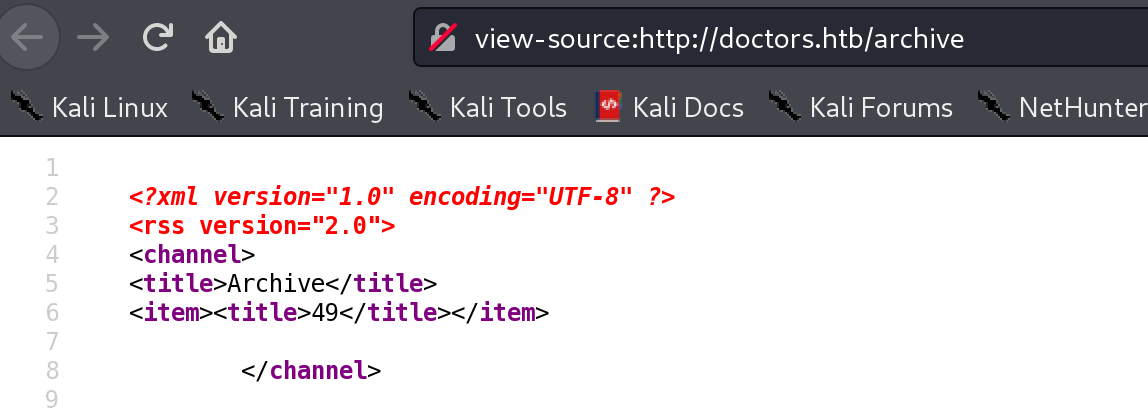 view-source:http://doctors.htb/archive
Kali Linux Kali Training Kali Tools Kali Docs Kali Forums NetHunter
1
2 <?xml version="1.0" encoding="UTF-8" ?>
3 <rss version="2.0">
4 <channel>
5 <title>Archive</title>
6 <item><title>49</title></item>
7
8 </channel>
9